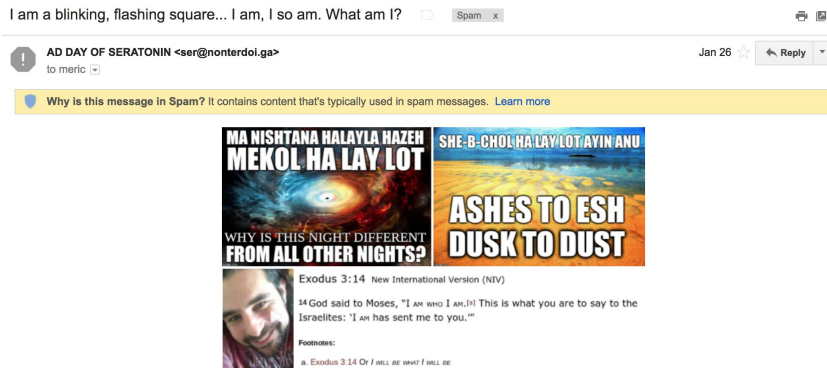 I am a blinking, flashing square... I am, I so am. What am I?
Spam x
AD DAY OF SERATONIN <ser@nonterdoi.ga>
Jan 26
Reply
to meric
Why is this message in Spam? It contains content that's typically used in spam messages. Learn more
MA NISHTANA HALAYLA HAZEH
MEKOL HA LAY LOT
WHY IS THIS NIGHT DIFFERENT
FROM ALL OTHER NIGHTS?
SHE-B-CHOL HA LAY LOT AYIN ANU
ASHES TO ESH
DUSK TO DUST
Exodus 3:14 New International Version (NIV)
14 God said to Moses, "I AM WHO I AM.[a] This is what you are to say to the
Israelites: 'I AM has sent me to you.'"
Footnotes:
a. Exodus 3:14 Or I WILL BE WHAT I WILL BE